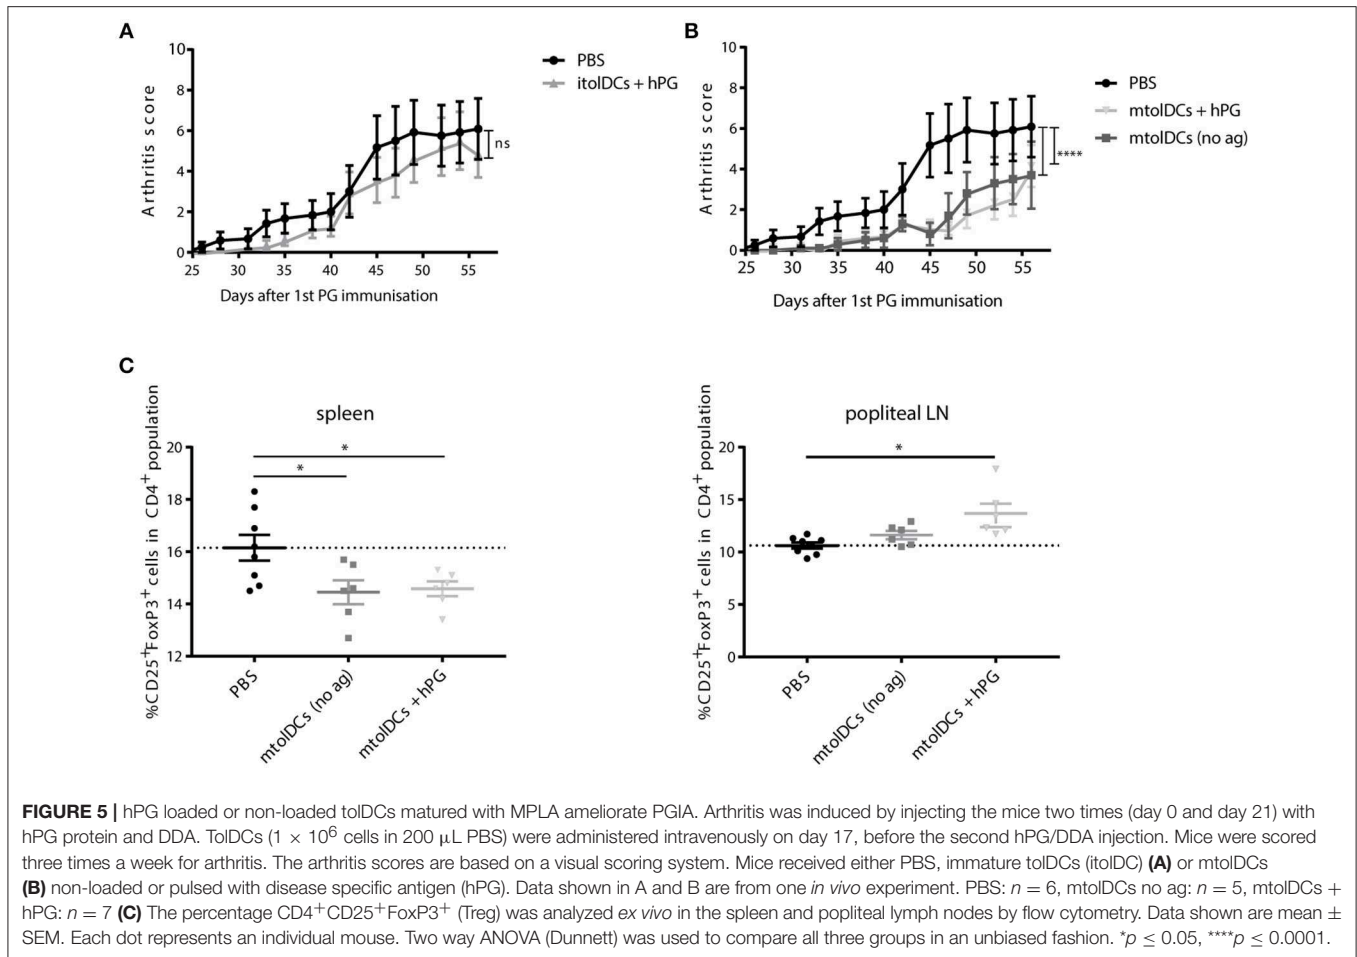 A
10
8
6
4
2
0
25 30 35 40 45 50 55
Arthritis score
Days after 1st PG immunisation
PBS
itolDCs + hPG
ns
B
10
8
6
4
2
0
25 30 35 40 45 50 55
Arthritis score
Days after 1st PG immunisation
PBS
mtolDCs + hPG
mtolDCs (no ag)
****
C
spleen
%CD25+FoxP3+ cells in CD4+ population
20
18
16
14
12
*
*
PBS
mtolDCs (no ag)
mtolDCs + hPG
popliteal LN
%CD25+FoxP3+ cells in CD4+ population
20
15
10
5
0
*
PBS
mtolDCs (no ag)
mtolDCs + hPG
FIGURE 5 | hPG loaded or non-loaded tolDCs matured with MPLA ameliorate PGIA. Arthritis was induced by injecting the mice two times (day 0 and day 21) with
hPG protein and DDA. TolDCs (1 × 10⁶ cells in 200 μL PBS) were administered intravenously on day 17, before the second hPG/DDA injection. Mice were scored
three times a week for arthritis. The arthritis scores are based on a visual scoring system. Mice received either PBS, immature tolDCs (itolDC) (A) or mtolDCs
(B) non-loaded or pulsed with disease specific antigen (hPG). Data shown in A and B are from one in vivo experiment. PBS: n = 6, mtolDCs no ag: n = 5, mtolDCs +
hPG: n = 7 (C) The percentage CD4+CD25+FoxP3+ (Treg) was analyzed ex vivo in the spleen and popliteal lymph nodes by flow cytometry. Data shown are mean ±
SEM. Each dot represents an individual mouse. Two way ANOVA (Dunnett) was used to compare all three groups in an unbiased fashion. *p ≤ 0.05, ****p ≤ 0.0001.